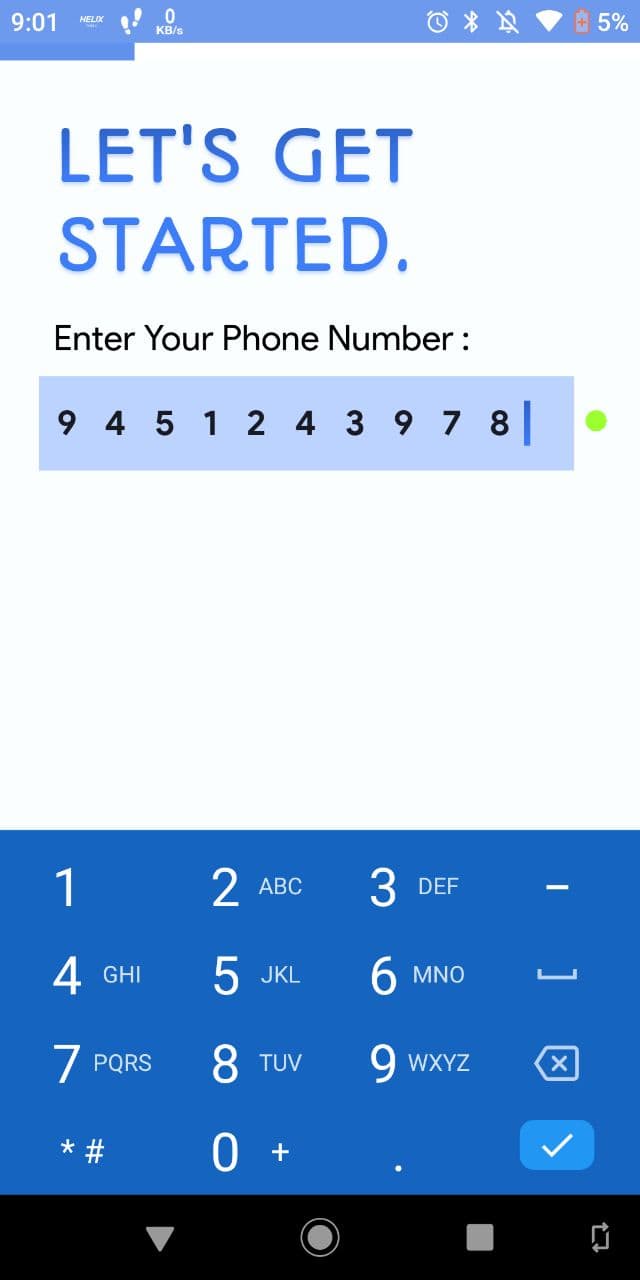 9:01 HELIX 0 KB/s 5%
LET'S GET
STARTED.
Enter Your Phone Number :
9 4 5 1 2 4 3 9 7 8
1 2 ABC 3 DEF –
4 GHI 5 JKL 6 MNO
7 PQRS 8 TUV 9 WXYZ
* # 0 + .